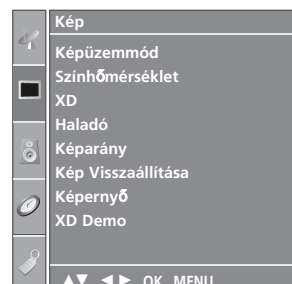 Kép
Képüzemmód
Színhőmérséklet
XD
Haladó
Képarány
Kép Visszaállítása
Képernyő
XD Demo
▲▼ ◄► OK MENU